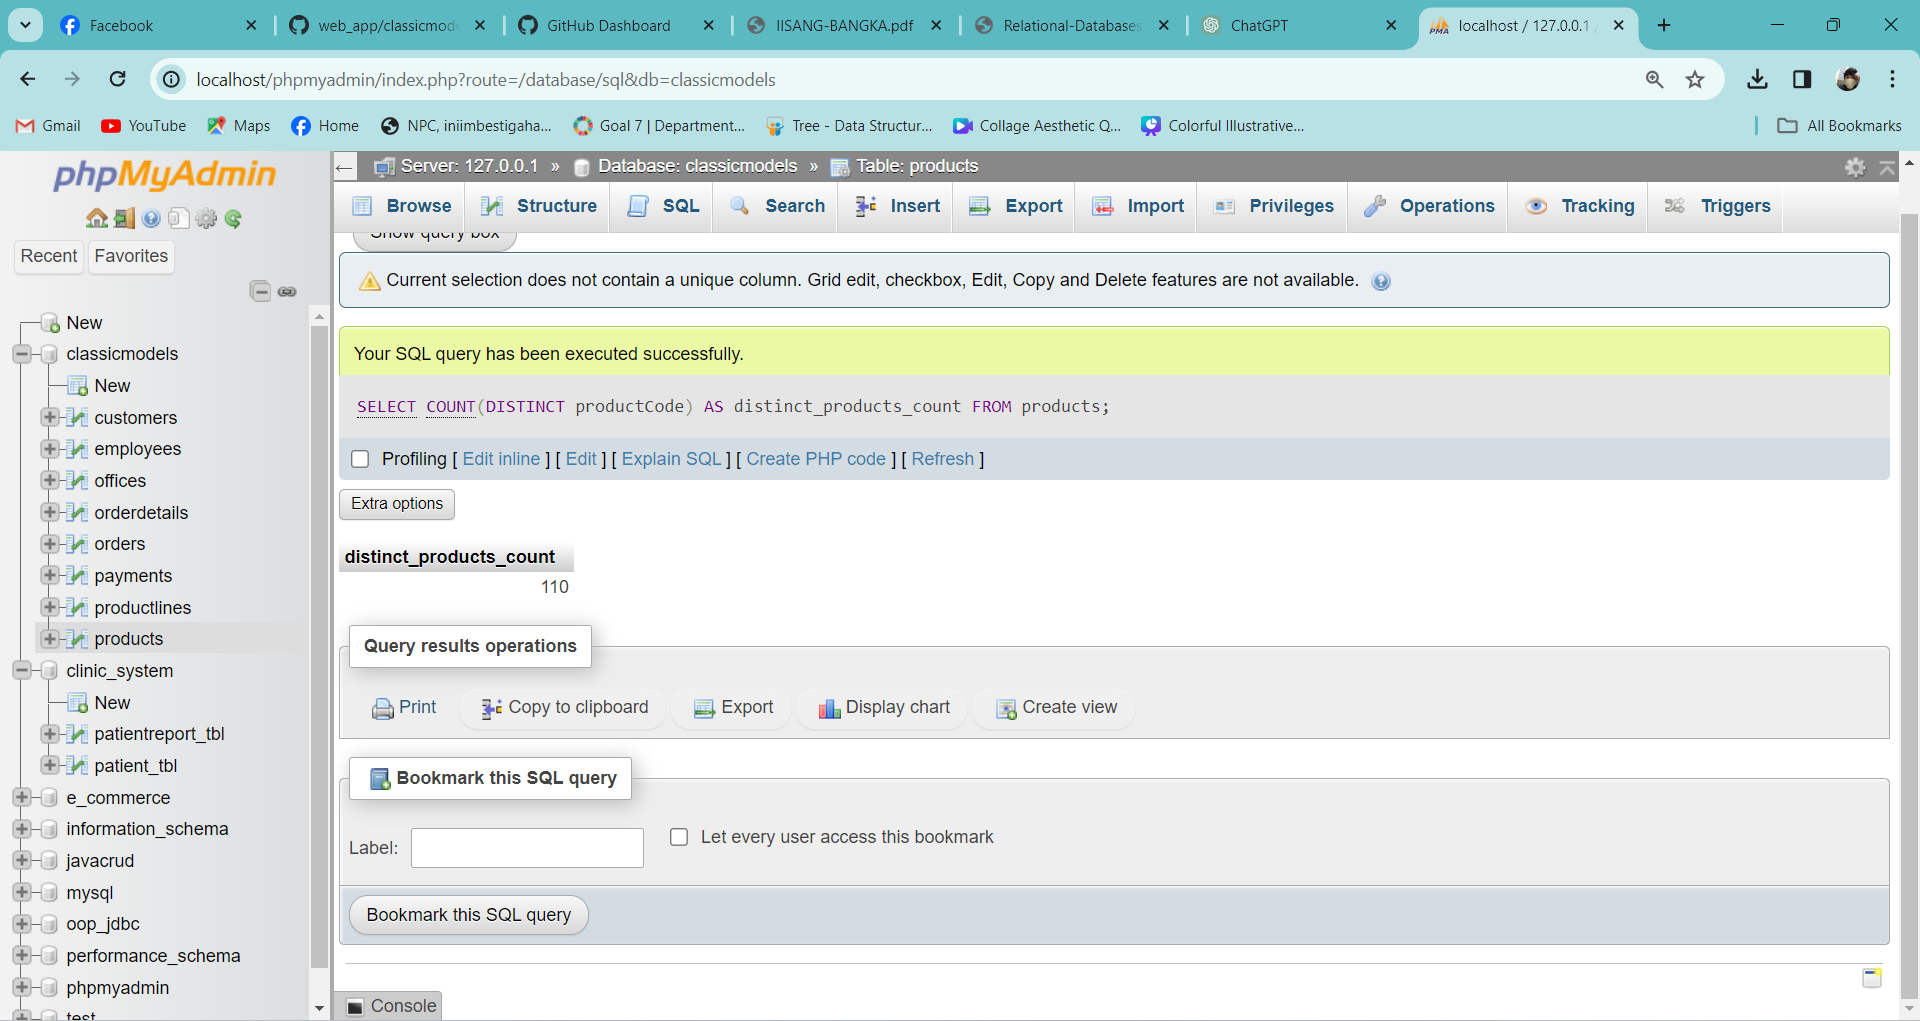 Facebook
web_app/classicmode
GitHub Dashboard
IISANG-BANGKA.pdf
Relational-Databases
ChatGPT
localhost / 127.0.0.1 /
localhost/phpmyadmin/index.php?route=/database/sql&db=classicmodels
Gmail
YouTube
Maps
Home
NPC, iniimbestigaha...
Goal 7 | Department...
Tree - Data Structur...
Collage Aesthetic Q...
Colorful Illustrative...
All Bookmarks
phpMyAdmin
Recent
Favorites
New
classicmodels
New
customers
employees
offices
orderdetails
orders
payments
productlines
products
clinic_system
New
patientreport_tbl
patient_tbl
e_commerce
information_schema
javacrud
mysql
oop_jdbc
performance_schema
phpmyadmin
test
Server: 127.0.0.1 » Database: classicmodels » Table: products
Browse
Structure
SQL
Search
Insert
Export
Import
Privileges
Operations
Tracking
Triggers
Show query box
Current selection does not contain a unique column. Grid edit, checkbox, Edit, Copy and Delete features are not available.
Your SQL query has been executed successfully.
SELECT COUNT(DISTINCT productCode) AS distinct_products_count FROM products;
Profiling [ Edit inline ] [ Edit ] [ Explain SQL ] [ Create PHP code ] [ Refresh ]
Extra options
distinct_products_count
110
Query results operations
Print
Copy to clipboard
Export
Display chart
Create view
Bookmark this SQL query
Label:
Let every user access this bookmark
Bookmark this SQL query
Console